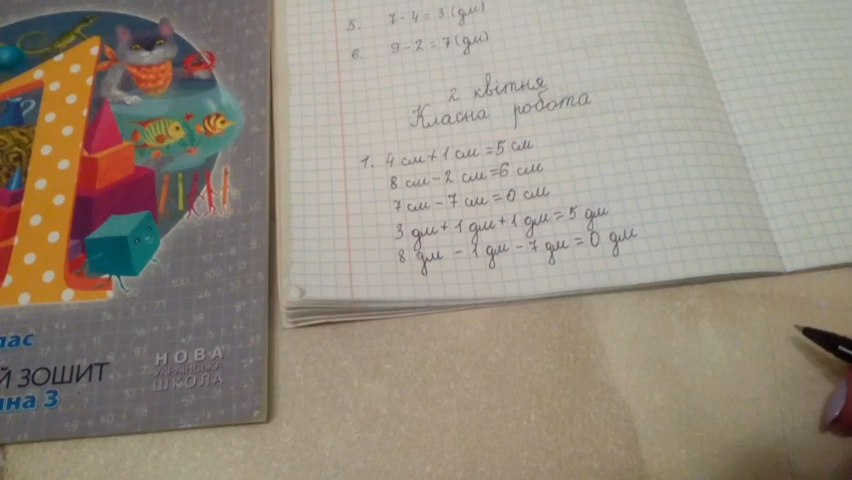 5. 7-4=3(дм)
6. 9-2=7(дм)
2 квітня
Класна робота
1. 4 см+1 см=5 см
8 см-2 см=6 см
7 см-7 см=0 см
3 дм+1 дм+1 дм=5 дм
8 дм-1 дм-7 дм=0 дм
1
лас
Й ЗОШИТ
ина 3
НОВА
УКРАЇНСЬКА
ШКОЛА